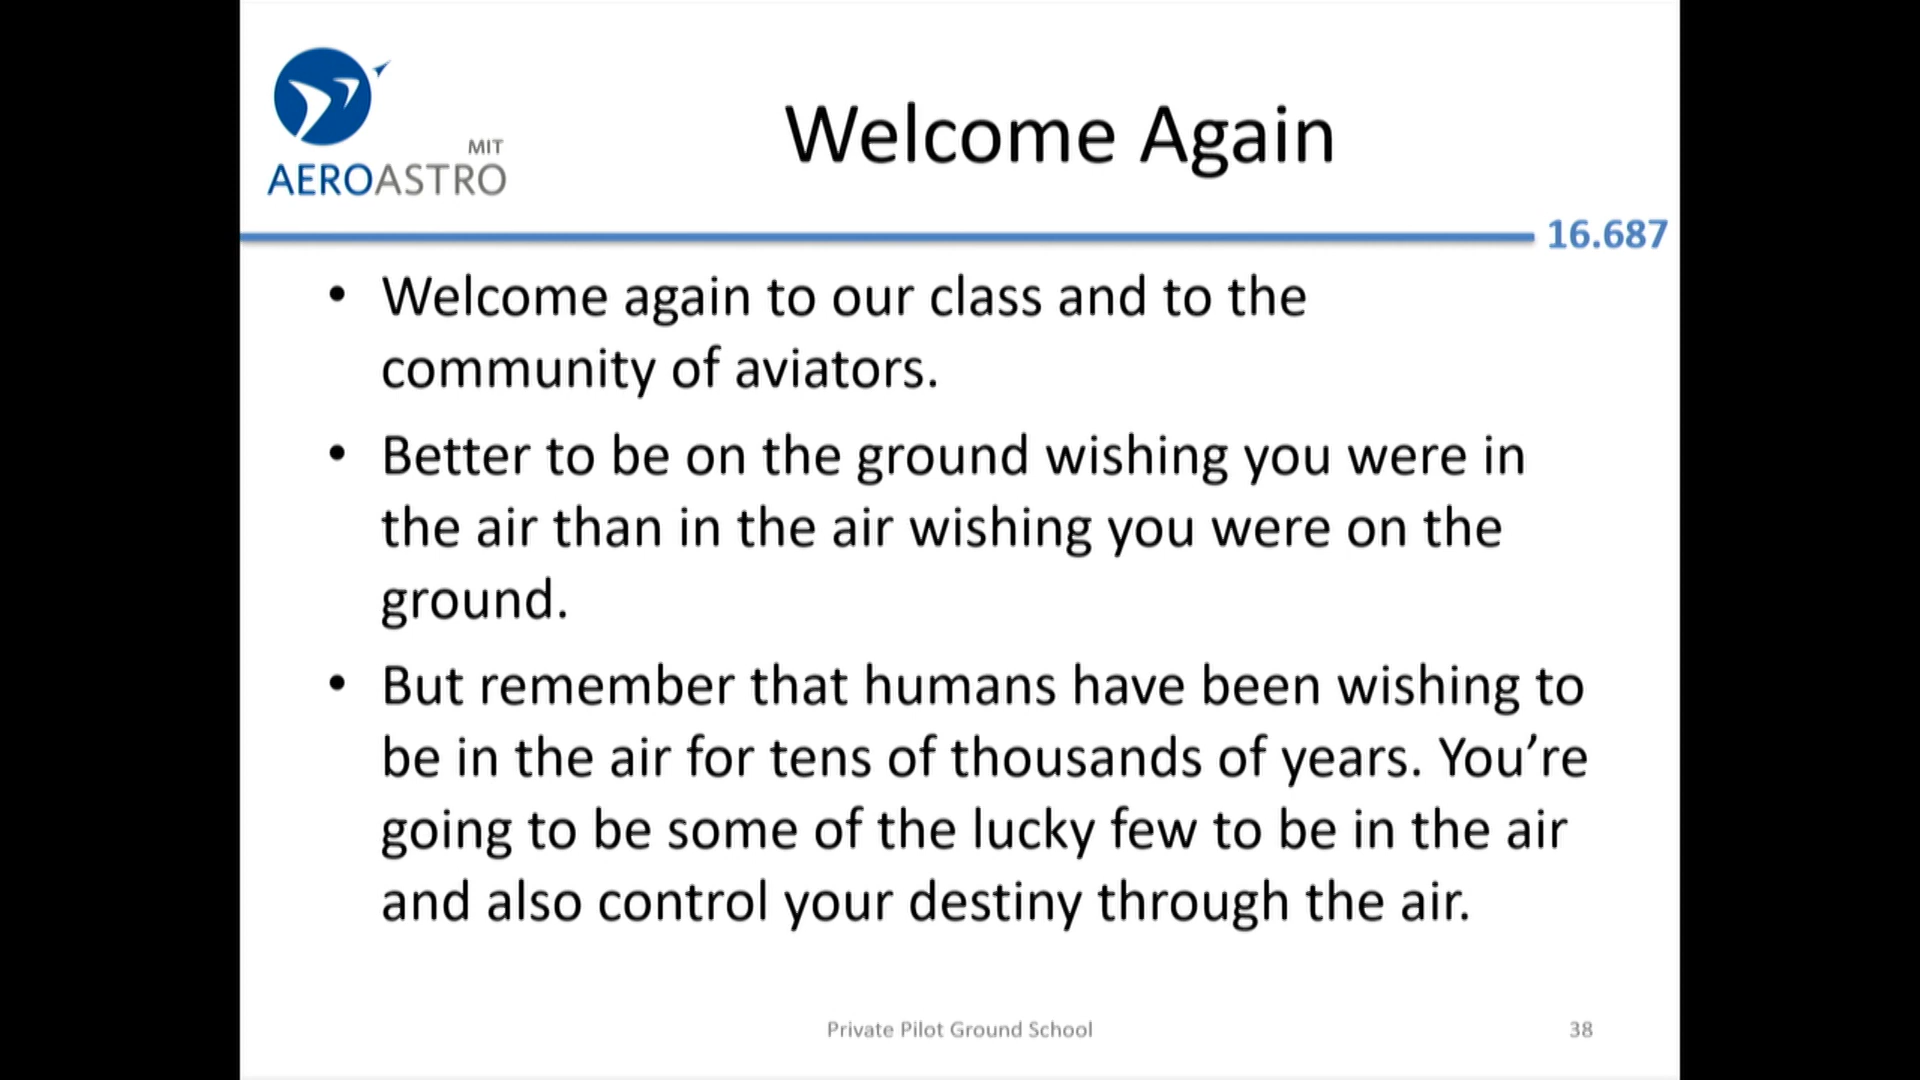 MIT
AEROASTRO
Welcome Again
16.687
• Welcome again to our class and to the
community of aviators.
• Better to be on the ground wishing you were in
the air than in the air wishing you were on the
ground.
• But remember that humans have been wishing to
be in the air for tens of thousands of years. You’re
going to be some of the lucky few to be in the air
and also control your destiny through the air.
Private Pilot Ground School
38